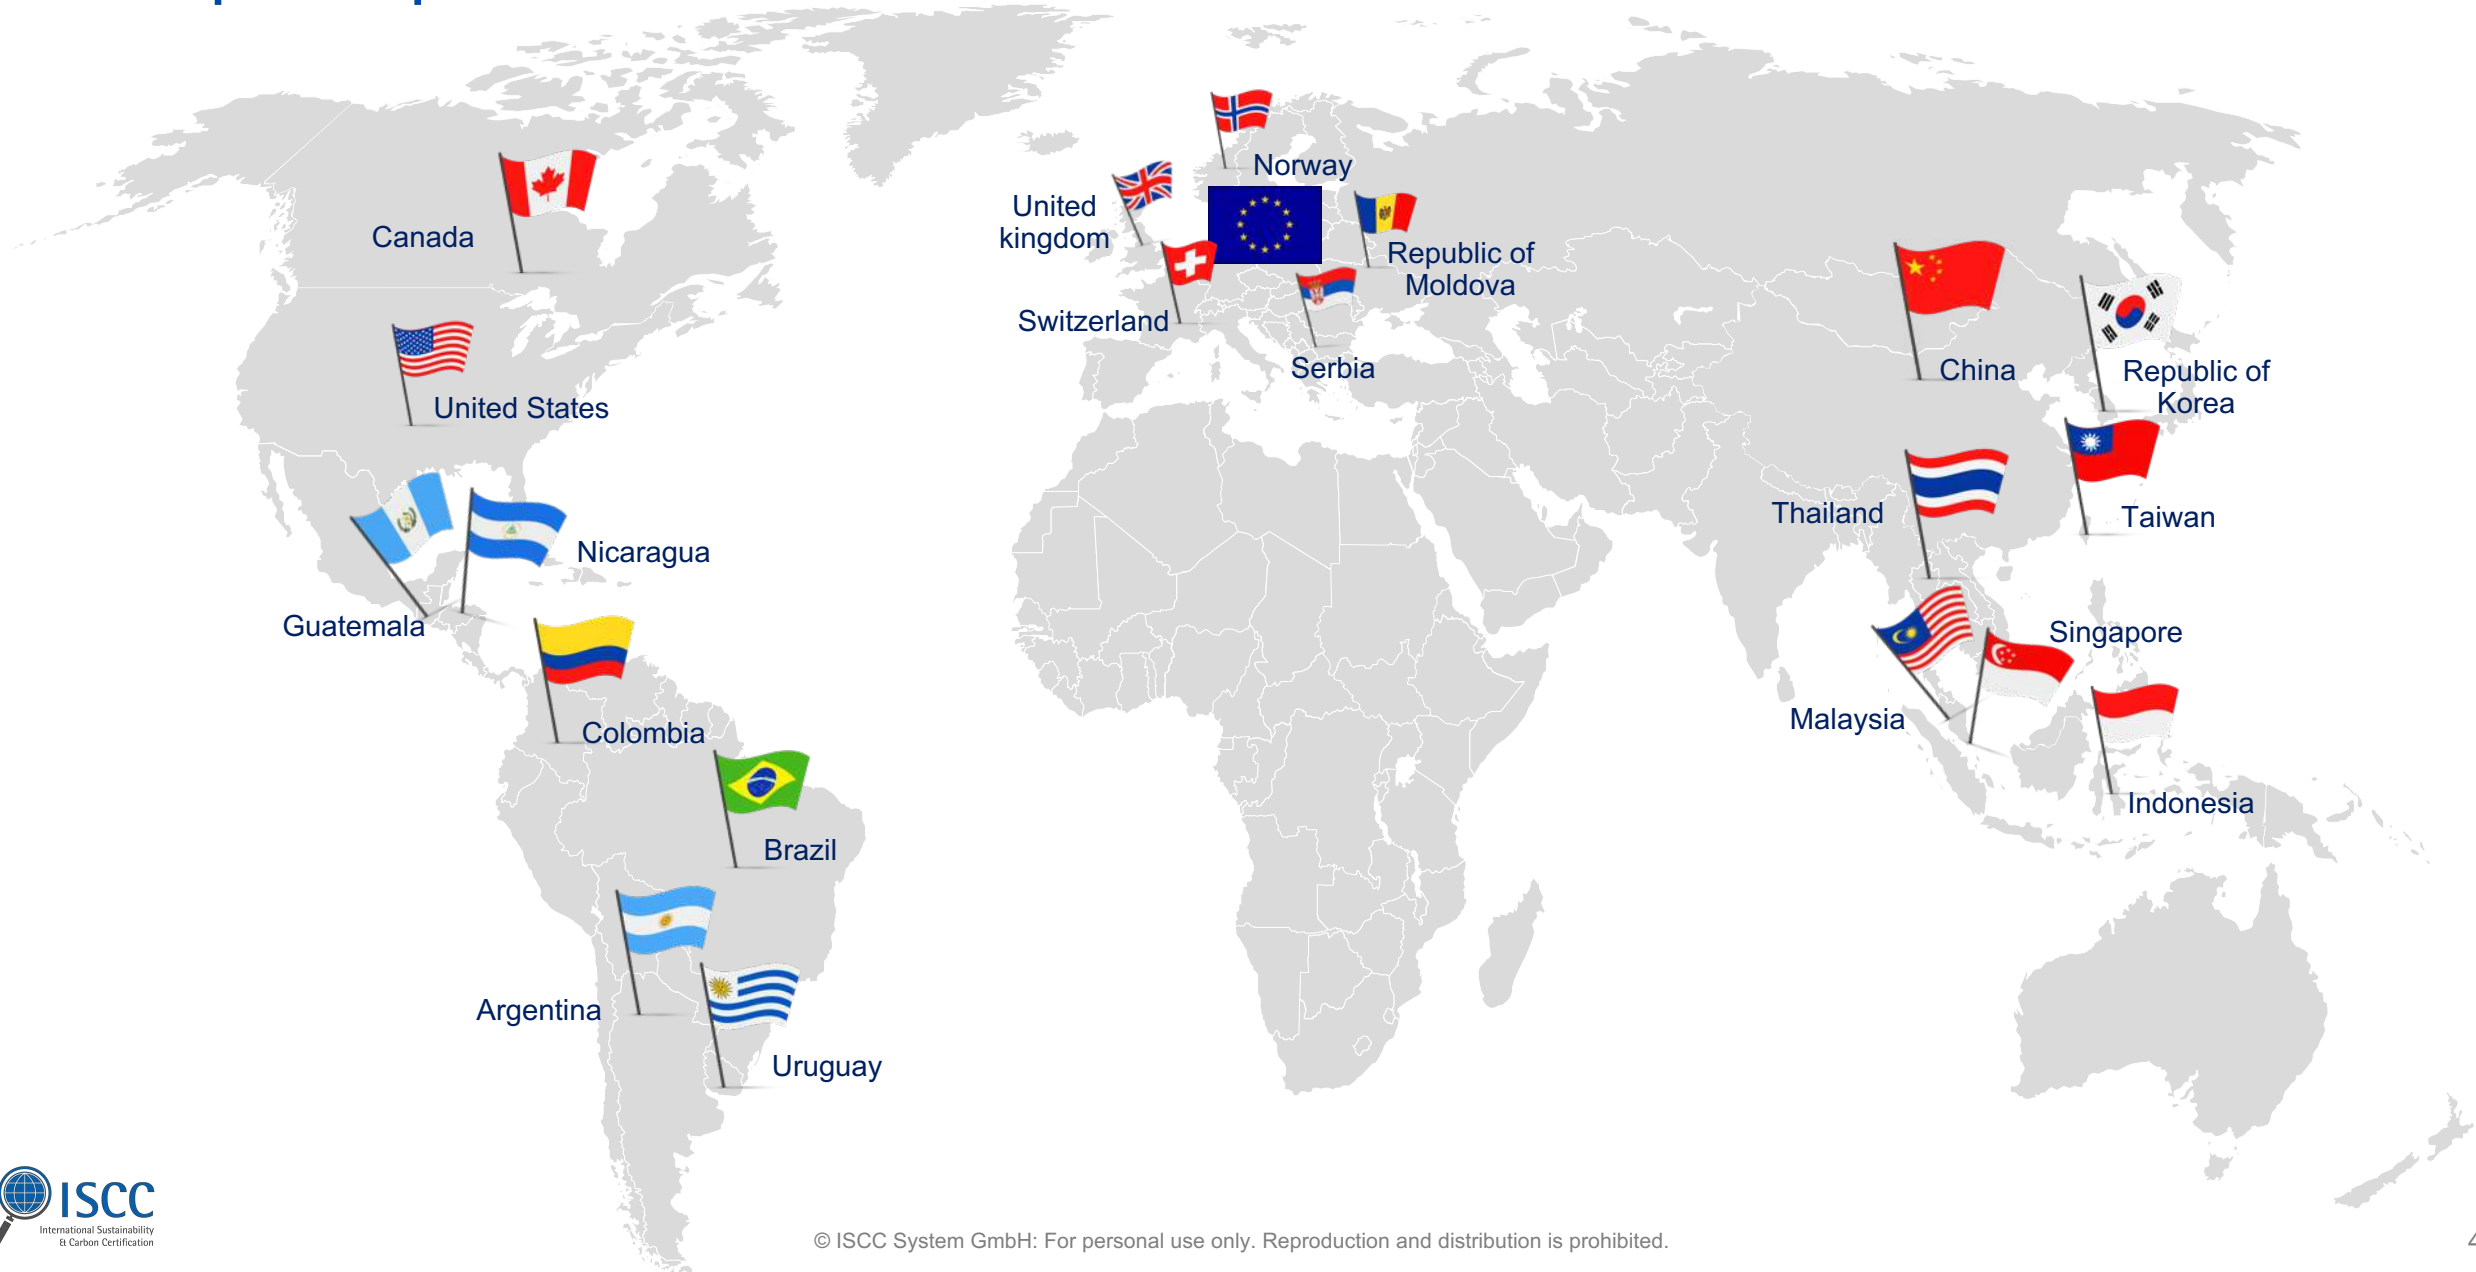 Norway
United
kingdom
Canada
Republic of
Moldova
Switzerland
Serbia
China
Republic of
Korea
United States
Thailand
Taiwan
Nicaragua
Guatemala
Singapore
Colombia
Malaysia
Indonesia
Brazil
Argentina
Uruguay
ISCC
International Sustainability
& Carbon Certification
© ISCC System GmbH: For personal use only. Reproduction and distribution is prohibited.